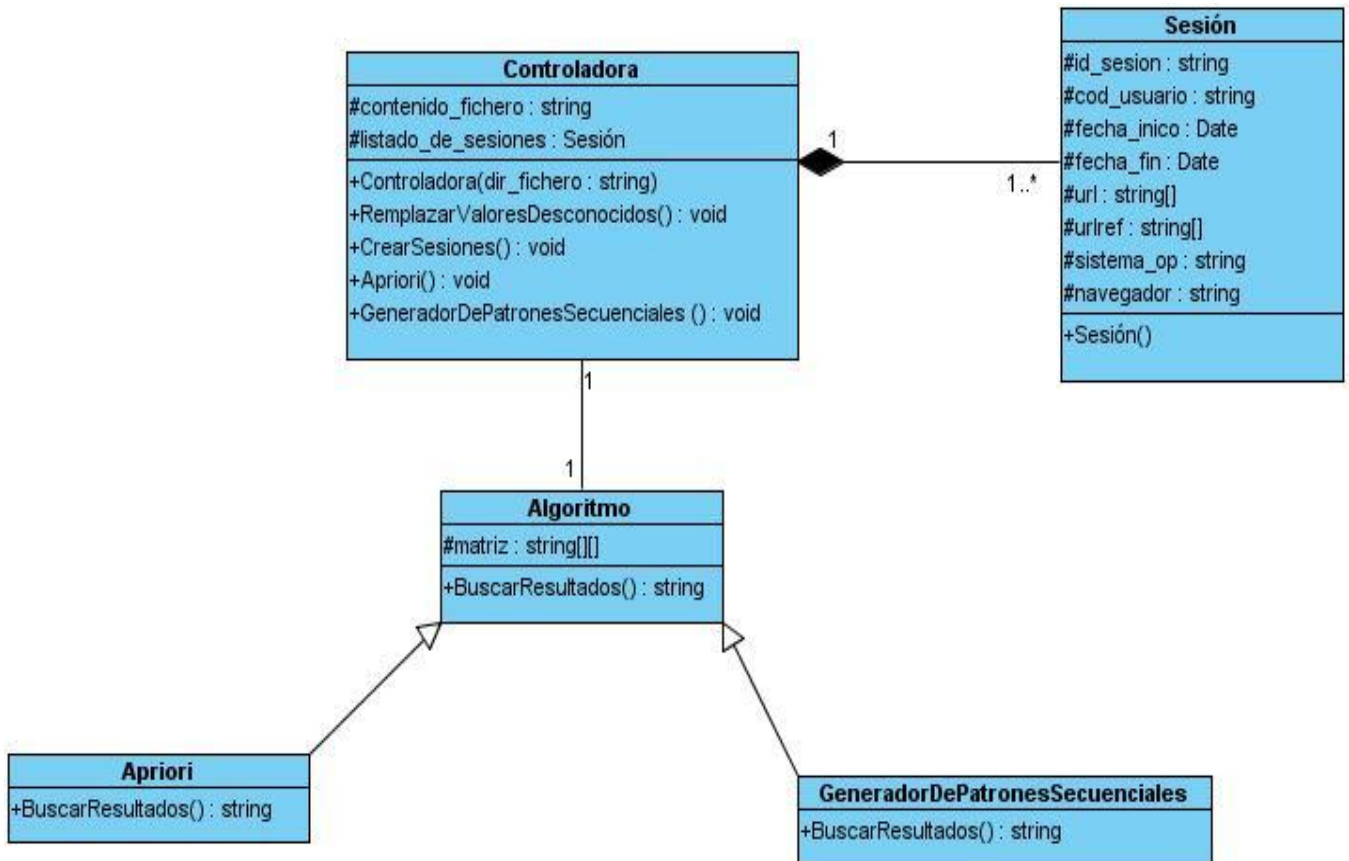 Controladora
#contenido_fichero : string
#listado_de_sesiones : Sesión
+Controladora(dir_fichero : string)
+RemplazarValoresDesconocidos() : void
+CrearSesiones() : void
+Apriori() : void
+GeneradorDePatronesSecuenciales () : void
1
1..*
Sesión
#id_sesion : string
#cod_usuario : string
#fecha_inico : Date
#fecha_fin : Date
#url : string[]
#urlref : string[]
#sistema_op : string
#navegador : string
+Sesión()
1
1
Algoritmo
#matriz : string[][]
+BuscarResultados() : string
Apriori
+BuscarResultados() : string
GeneradorDePatronesSecuenciales
+BuscarResultados() : string